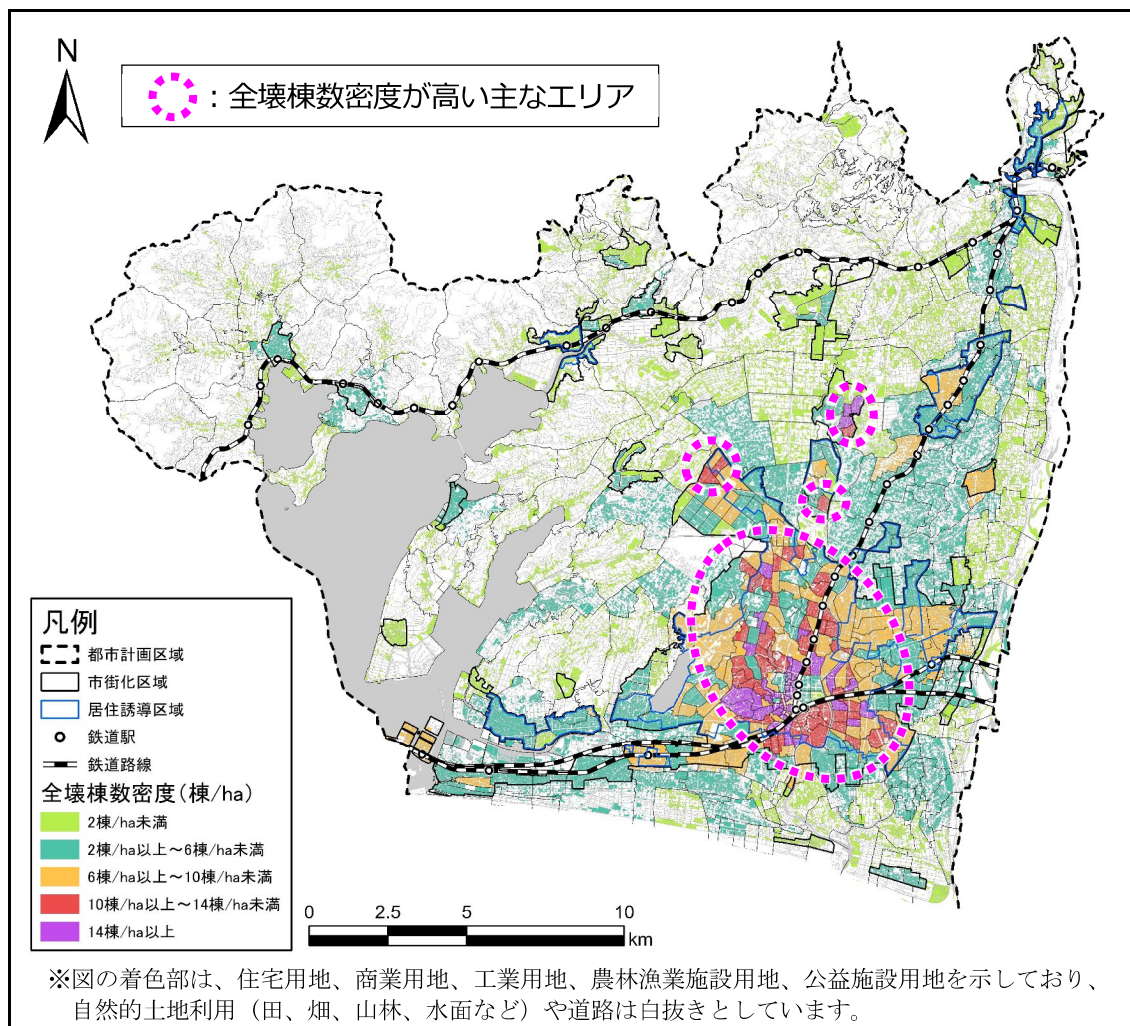 N
：全壊棟数密度が高い主なエリア
凡例
都市計画区域
市街化区域
居住誘導区域
鉄道駅
鉄道路線
全壊棟数密度(棟/ha)
2棟/ha未満
2棟/ha以上～6棟/ha未満
6棟/ha以上～10棟/ha未満
10棟/ha以上～14棟/ha未満
14棟/ha以上
0 2.5 5 10
km
※図の着色部は、住宅用地、商業用地、工業用地、農林漁業施設用地、公益施設用地を示しており、
自然的土地利用（田、畑、山林、水面など）や道路は白抜きとしています。